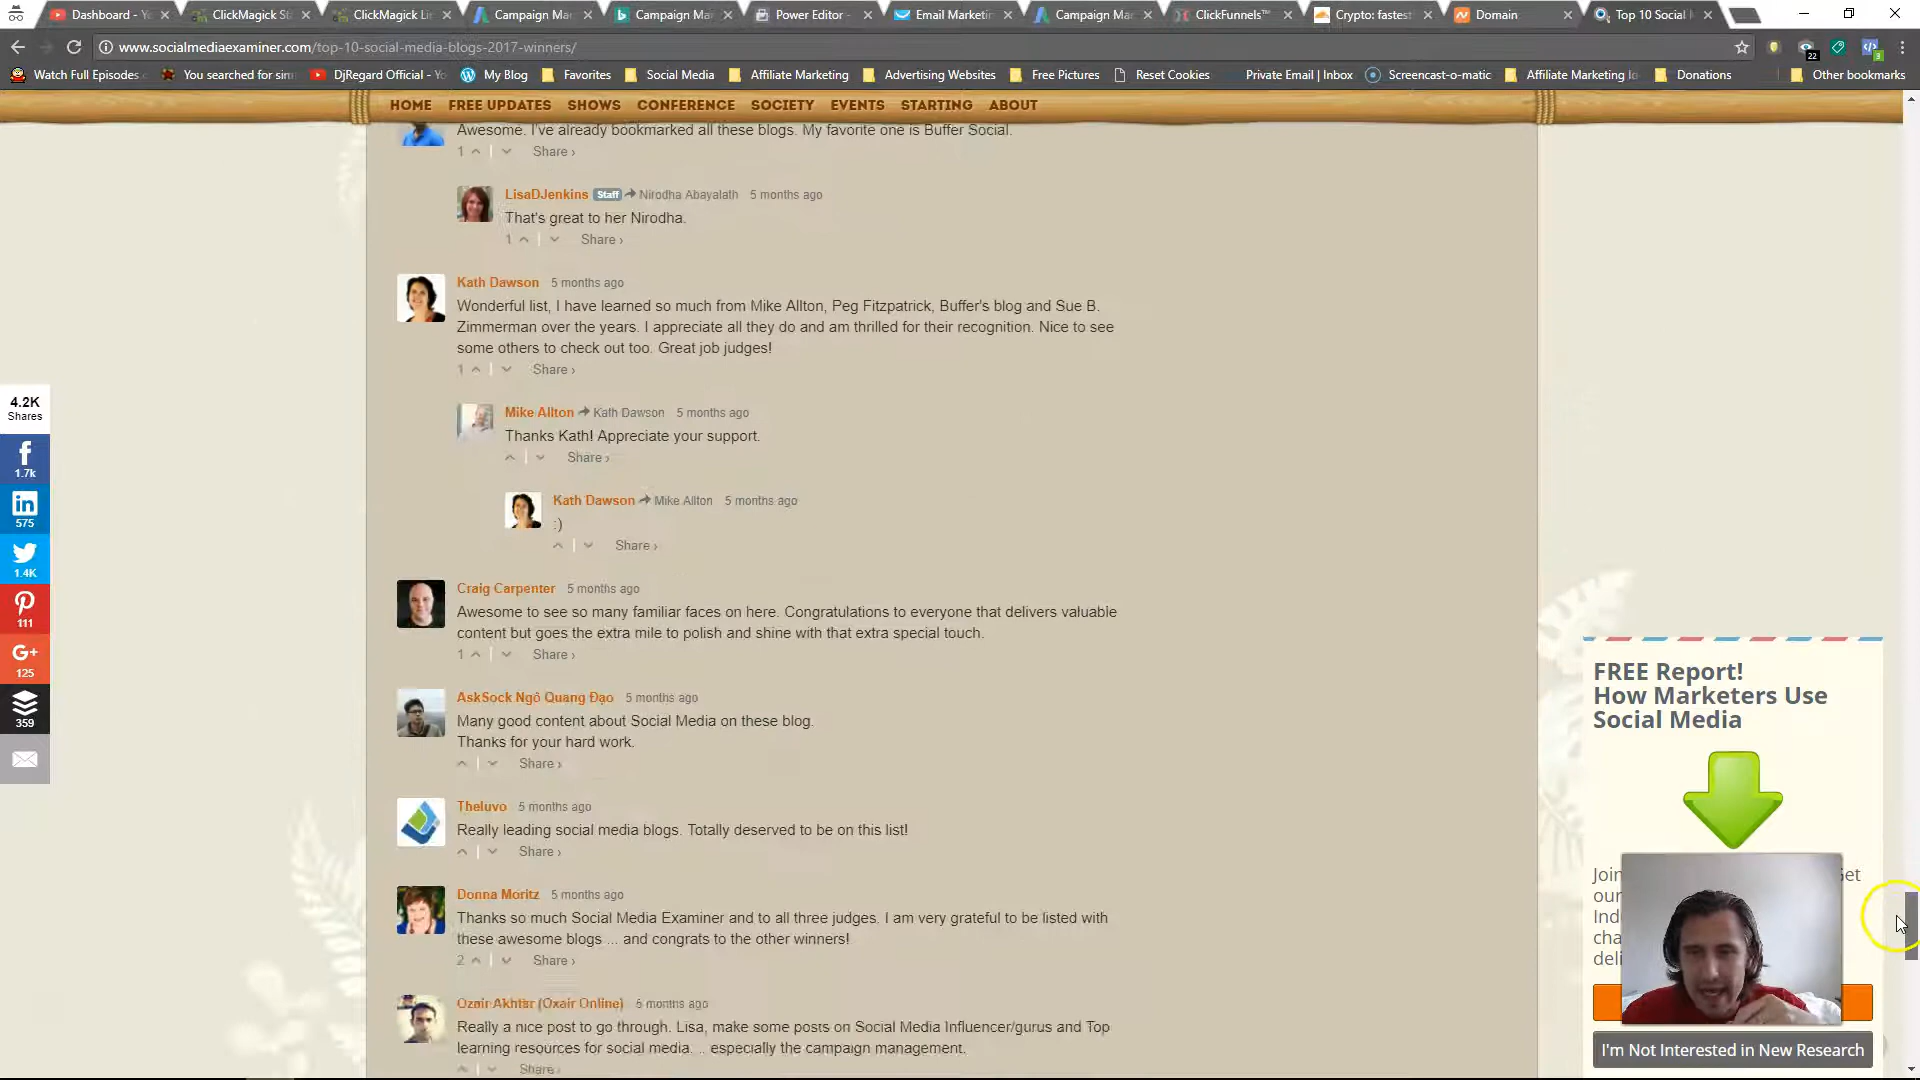 Dashboard - Y
ClickMagick St
ClickMagick Li
Campaign Ma
Campaign Ma
Power Editor -
Email Marketin
Campaign Ma
ClickFunnels™
Crypto: fastest
Domain
Top 10 Social
www.socialmediaexaminer.com/top-10-social-media-blogs-2017-winners/
22
3
Watch Full Episodes
You searched for sin
DjRegard Official - Yo
My Blog
Favorites
Social Media
Affiliate Marketing
Advertising Websites
Free Pictures
Reset Cookies
Private Email | Inbox
Screencast-o-matic
Affiliate Marketing Id
Donations
Other bookmarks
HOME FREE UPDATES SHOWS CONFERENCE SOCIETY EVENTS STARTING ABOUT
Awesome. I've already bookmarked all these blogs. My favorite one is Buffer Social.
1 Share ›
LisaDJenkins Staff Nirodha Abayalath 5 months ago
That's great to her Nirodha.
1 Share ›
Kath Dawson 5 months ago
Wonderful list, I have learned so much from Mike Allton, Peg Fitzpatrick, Buffer's blog and Sue B.
Zimmerman over the years. I appreciate all they do and am thrilled for their recognition. Nice to see
some others to check out too. Great job judges!
1 Share ›
Mike Allton Kath Dawson 5 months ago
Thanks Kath! Appreciate your support.
Share ›
Kath Dawson Mike Allton 5 months ago
:)
Share ›
Craig Carpenter 5 months ago
Awesome to see so many familiar faces on here. Congratulations to everyone that delivers valuable
content but goes the extra mile to polish and shine with that extra special touch.
1 Share ›
AskSock Ngô Quang Đạo 5 months ago
Many good content about Social Media on these blog.
Thanks for your hard work.
Share ›
Theluvo 5 months ago
Really leading social media blogs. Totally deserved to be on this list!
Share ›
Donna Moritz 5 months ago
Thanks so much Social Media Examiner and to all three judges. I am very grateful to be listed with
these awesome blogs ... and congrats to the other winners!
2 Share ›
Ozair Akhtar (Oxair Online) 5 months ago
Really a nice post to go through. Lisa, make some posts on Social Media Influencer/gurus and Top
learning resources for social media. .. especially the campaign management.
Share ›
4.2K
Shares
1.7k
575
1.4K
111
G+
125
359
FREE Report!
How Marketers Use
Social Media
Join
Get
our
Ind
cha
deli
I'm Not Interested in New Research